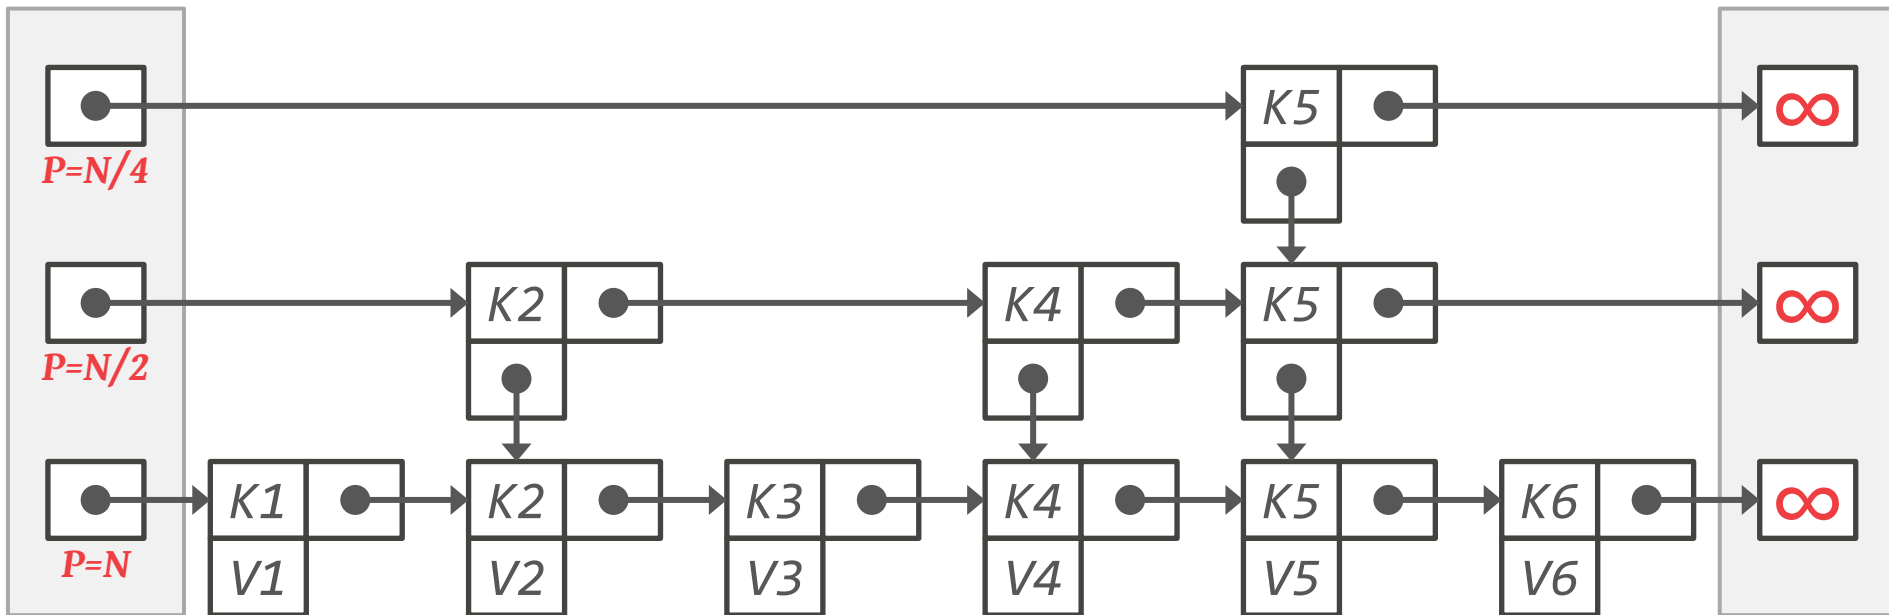 K5 ∞
P=N/4
K2 K4 K5 ∞
P=N/2
K1 K2 K3 K4 K5 K6 ∞
P=N
V1 V2 V3 V4 V5 V6